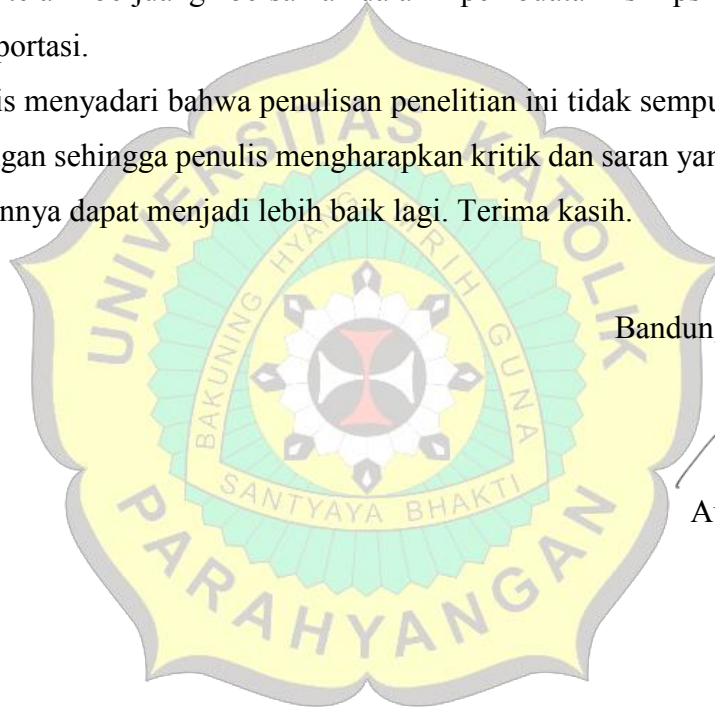 portasi.
is menyadari bahwa penulisan penelitian ini tidak sempu
gan sehingga penulis mengharapkan kritik dan saran yan
nnya dapat menjadi lebih baik lagi. Terima kasih.
Bandun
A
UNIVERSITAS KATOLIK
PARAHYANGAN
BAKUNING HYANG MRIH GUNA
SANTYAYA BHAKTI